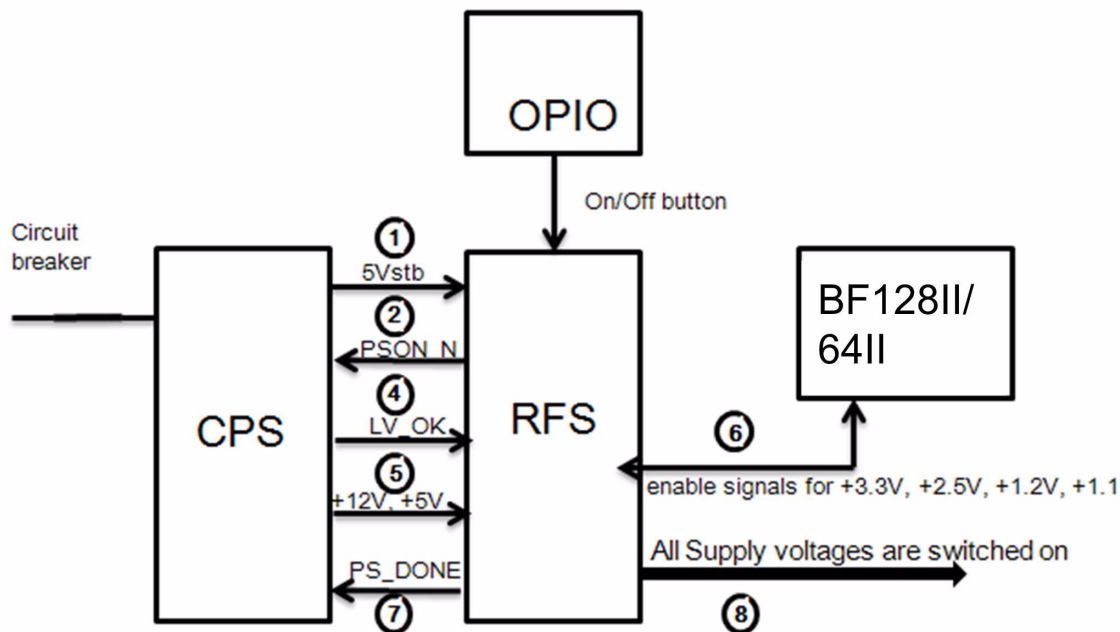 OPIO
On/Off button
Circuit
breaker
1
5Vstb
2
PSON_N
4
LV_OK
5
+12V, +5V
PS_DONE
7
CPS
RFS
BF128II/
64II
6
enable signals for +3.3V, +2.5V, +1.2V, +1.1
All Supply voltages are switched on
8